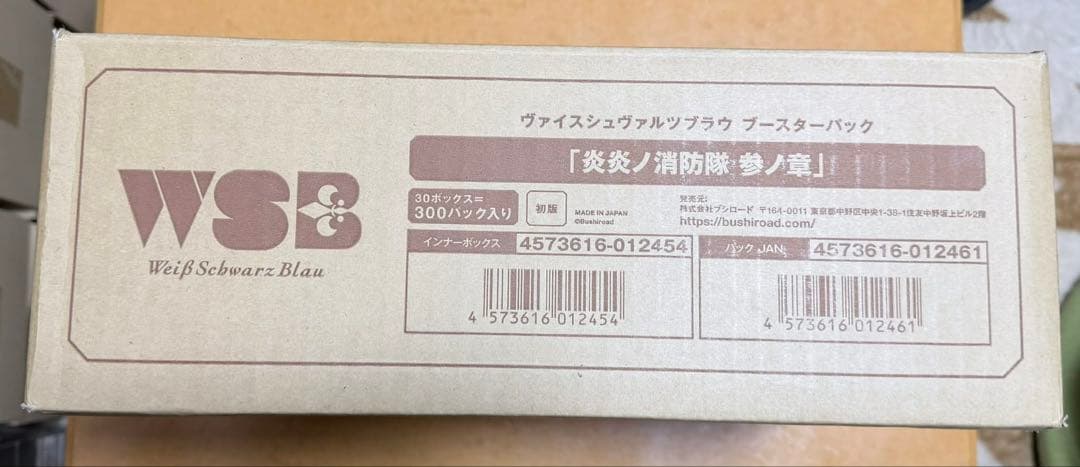 ヴァイスシュヴァルツブラウ ブースターパック
「炎炎ノ消防隊 参ノ章」
WSB
Weiß Schwarz Blau
30ボックス=
300パック入り
初版
MADE IN JAPAN
©Bushiroad
発売元:
株式会社ブシロード 〒164-0011 東京都中野区中央1-38-1住友中野坂上ビル2階
https://bushiroad.com/
インナーボックス 4573616-012454
4 573616 012454
パック JAN 4573616-012461
4 573616 012461